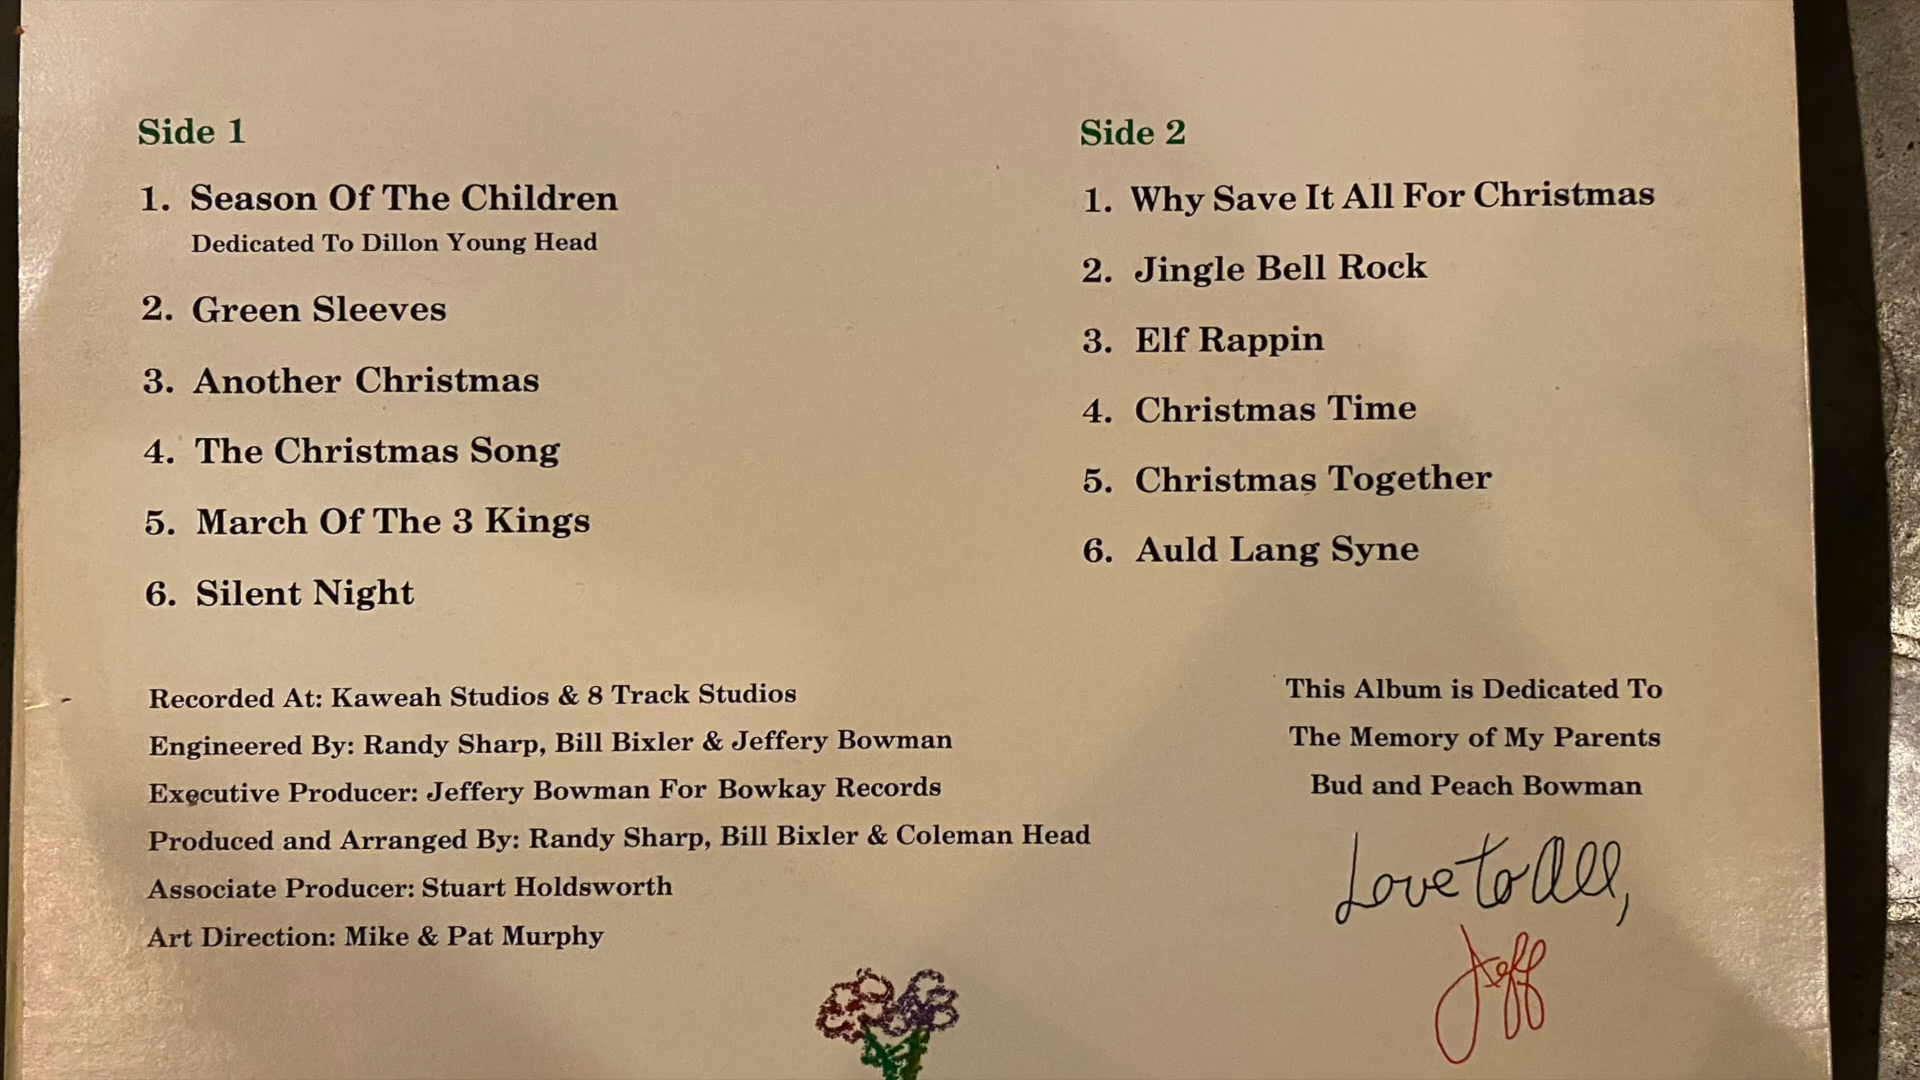 Side 1
1. Season Of The Children
Dedicated To Dillon Young Head
2. Green Sleeves
3. Another Christmas
4. The Christmas Song
5. March Of The 3 Kings
6. Silent Night
Side 2
1. Why Save It All For Christmas
2. Jingle Bell Rock
3. Elf Rappin
4. Christmas Time
5. Christmas Together
6. Auld Lang Syne
Recorded At: Kaweah Studios & 8 Track Studios
Engineered By: Randy Sharp, Bill Bixler & Jeffery Bowman
Executive Producer: Jeffery Bowman For Bowkay Records
Produced and Arranged By: Randy Sharp, Bill Bixler & Coleman Head
Associate Producer: Stuart Holdsworth
Art Direction: Mike & Pat Murphy
This Album is Dedicated To
The Memory of My Parents
Bud and Peach Bowman
Love to All,
Jeff